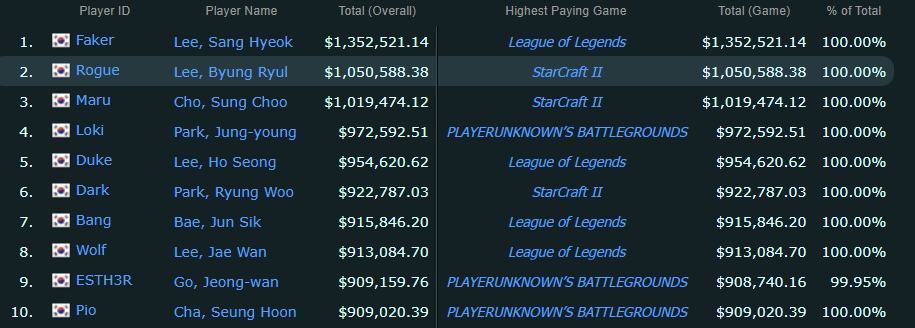 Player ID Player Name Total (Overall) Highest Paying Game Total (Game) % of Total
1. Faker Lee, Sang Hyeok $1,352,521.14 League of Legends $1,352,521.14 100.00%
2. Rogue Lee, Byung Ryul $1,050,588.38 StarCraft II $1,050,588.38 100.00%
3. Maru Cho, Sung Choo $1,019,474.12 StarCraft II $1,019,474.12 100.00%
4. Loki Park, Jung-young $972,592.51 PLAYERUNKNOWN'S BATTLEGROUNDS $972,592.51 100.00%
5. Duke Lee, Ho Seong $954,620.62 League of Legends $954,620.62 100.00%
6. Dark Park, Ryung Woo $922,787.03 StarCraft II $922,787.03 100.00%
7. Bang Bae, Jun Sik $915,846.20 League of Legends $915,846.20 100.00%
8. Wolf Lee, Jae Wan $913,084.70 League of Legends $913,084.70 100.00%
9. ESTH3R Go, Jeong-wan $909,159.76 PLAYERUNKNOWN'S BATTLEGROUNDS $908,740.16 99.95%
10. Pio Cha, Seung Hoon $909,020.39 PLAYERUNKNOWN'S BATTLEGROUNDS $909,020.39 100.00%